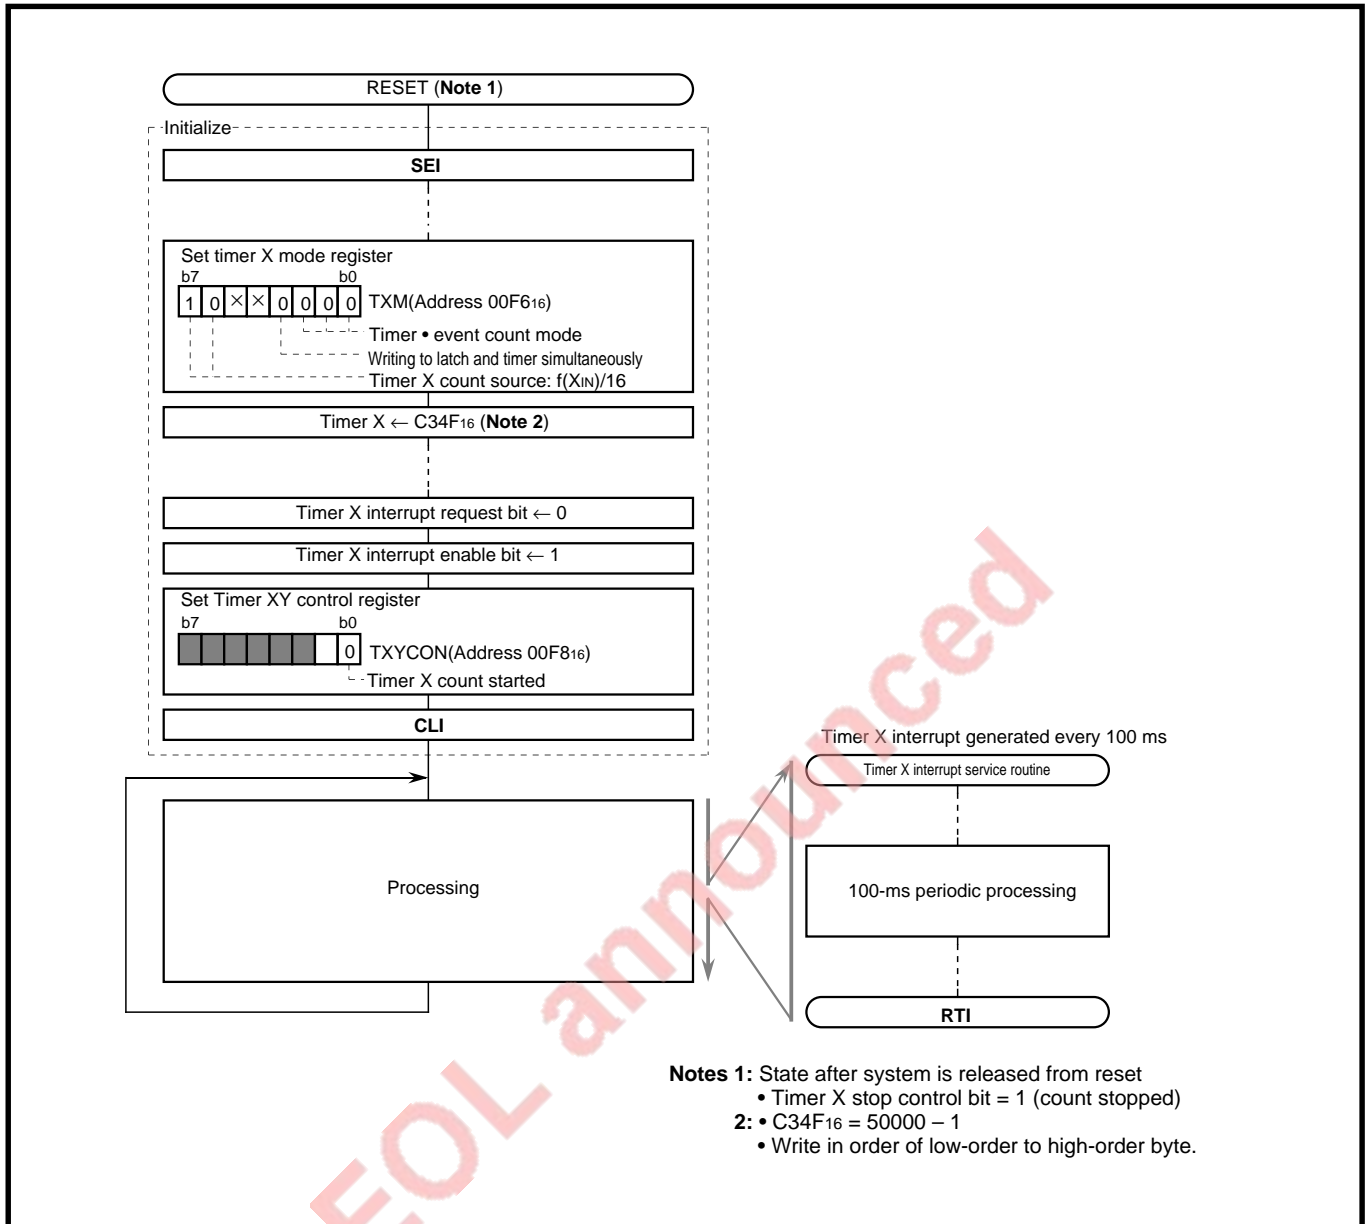 RESET (Note 1)
Initialize
SEI
Set timer X mode register
b7 b0
1 0 × × 0 0 0 0 TXM(Address 00F616)
Timer • event count mode
Writing to latch and timer simultaneously
Timer X count source: f(XIN)/16
Timer X ← C34F16 (Note 2)
Timer X interrupt request bit ← 0
Timer X interrupt enable bit ← 1
Set Timer XY control register
b7 b0
0 TXYCON(Address 00F816)
Timer X count started
CLI
Timer X interrupt generated every 100 ms
Timer X interrupt service routine
Processing
100-ms periodic processing
RTI
Notes 1: State after system is released from reset
• Timer X stop control bit = 1 (count stopped)
2: • C34F16 = 50000 – 1
• Write in order of low-order to high-order byte.
EOL announced